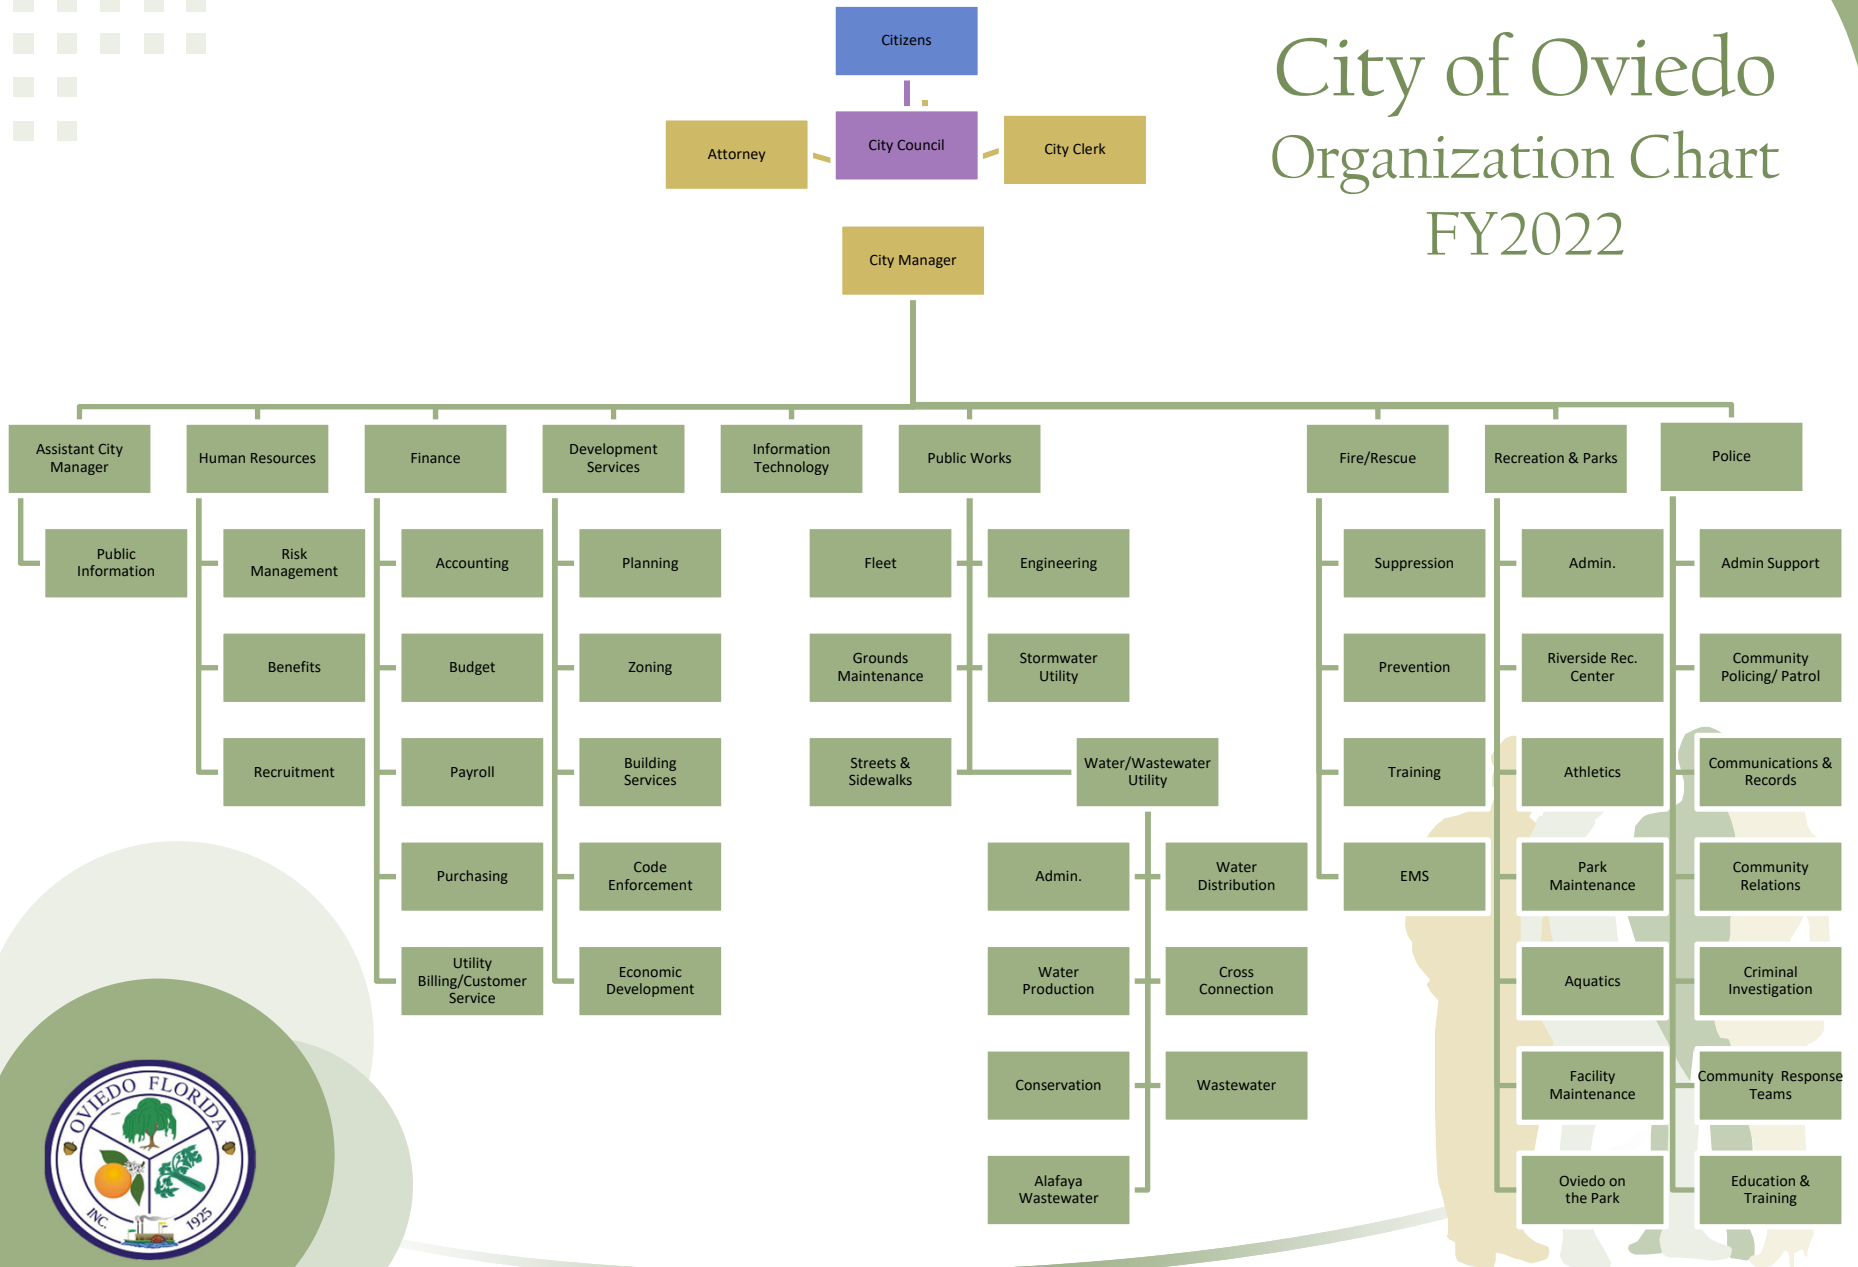 City of Oviedo
Organization Chart
FY2022
Citizens
Attorney
City Council
City Clerk
City Manager
Assistant City
Manager
Public
Information
Human Resources
Risk
Management
Benefits
Recruitment
Finance
Accounting
Budget
Payroll
Purchasing
Utility
Billing/Customer
Service
Development
Services
Planning
Zoning
Building
Services
Code
Enforcement
Economic
Development
Information
Technology
Public Works
Fleet
Engineering
Grounds
Maintenance
Stormwater
Utility
Streets &
Sidewalks
Water/Wastewater
Utility
Admin.
Water
Distribution
Water
Production
Cross
Connection
Conservation
Wastewater
Alafaya
Wastewater
Fire/Rescue
Suppression
Prevention
Training
EMS
Recreation & Parks
Admin.
Riverside Rec.
Center
Athletics
Park
Maintenance
Aquatics
Facility
Maintenance
Oviedo on
the Park
Police
Admin Support
Community
Policing/ Patrol
Communications &
Records
Community
Relations
Criminal
Investigation
Community  Response
Teams
Education &
Training
OVIEDO FLORIDA
INC. 1925